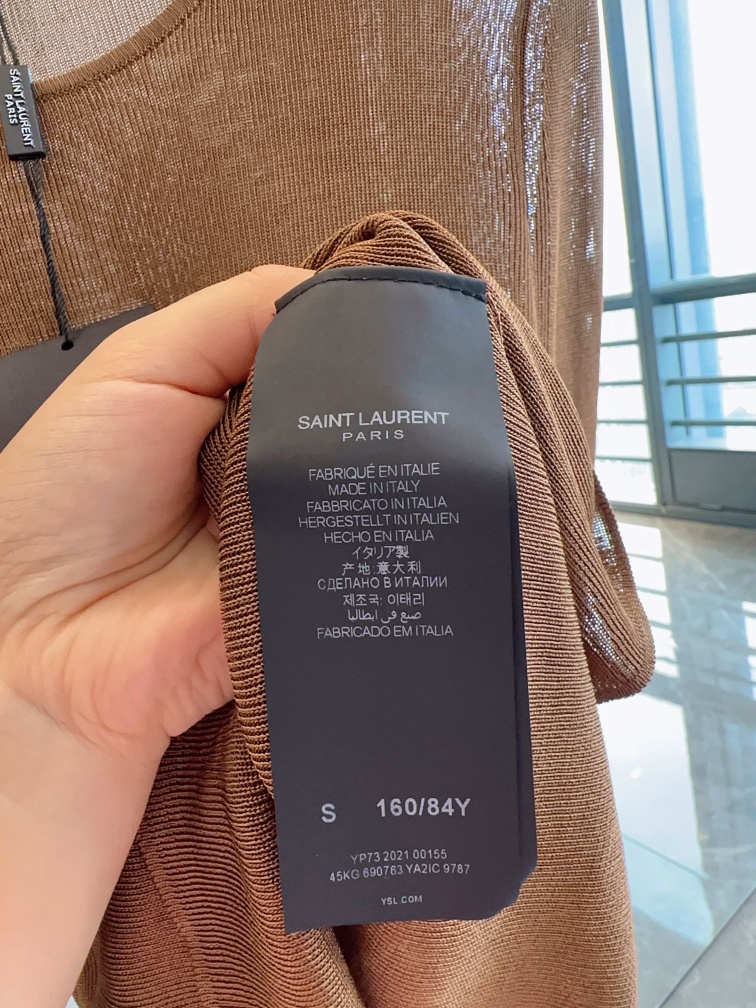 SAINT LAURENT
PARIS
SAINT LAURENT
PARIS
FABRIQUÉ EN ITALIE
MADE IN ITALY
FABBRICATO IN ITALIA
HERGESTELLT IN ITALIEN
HECHO EN ITALIA
イタリア製
产地:意大利
СДЕЛАНО В ИТАЛИИ
제조국: 이태리
صنع في ايطاليا
FABRICADO EM ITALIA
S 160/84Y
YP73 2021 00155
45KG 690763 YA2IC 9787
YSL.COM